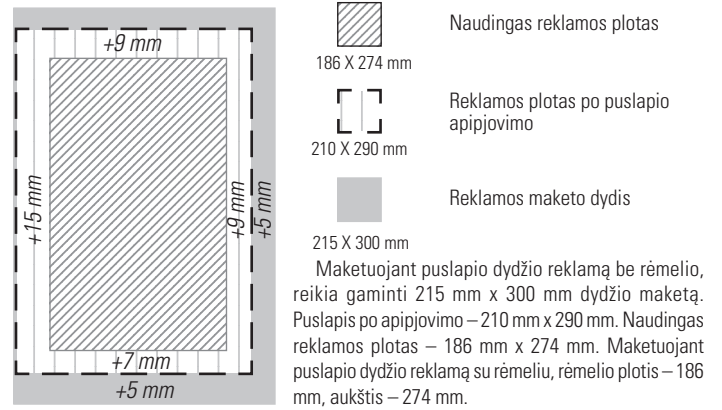 +9 mm
+15 mm
+9 mm
+5 mm
+7 mm
+5 mm
Naudingas reklamos plotas
186 X 274 mm
Reklamos plotas po puslapio
apipjovimo
210 X 290 mm
Reklamos maketo dydis
215 X 300 mm
Maketuojant puslapio dydžio reklamą be rėmelio,
reikia gaminti 215 mm x 300 mm dydžio maketą.
Puslapis po apipjovimo – 210 mm x 290 mm. Naudingas
reklamos plotas – 186 mm x 274 mm. Maketuojant
puslapio dydžio reklamą su rėmeliu, rėmelio plotis – 186
mm, aukštis – 274 mm.